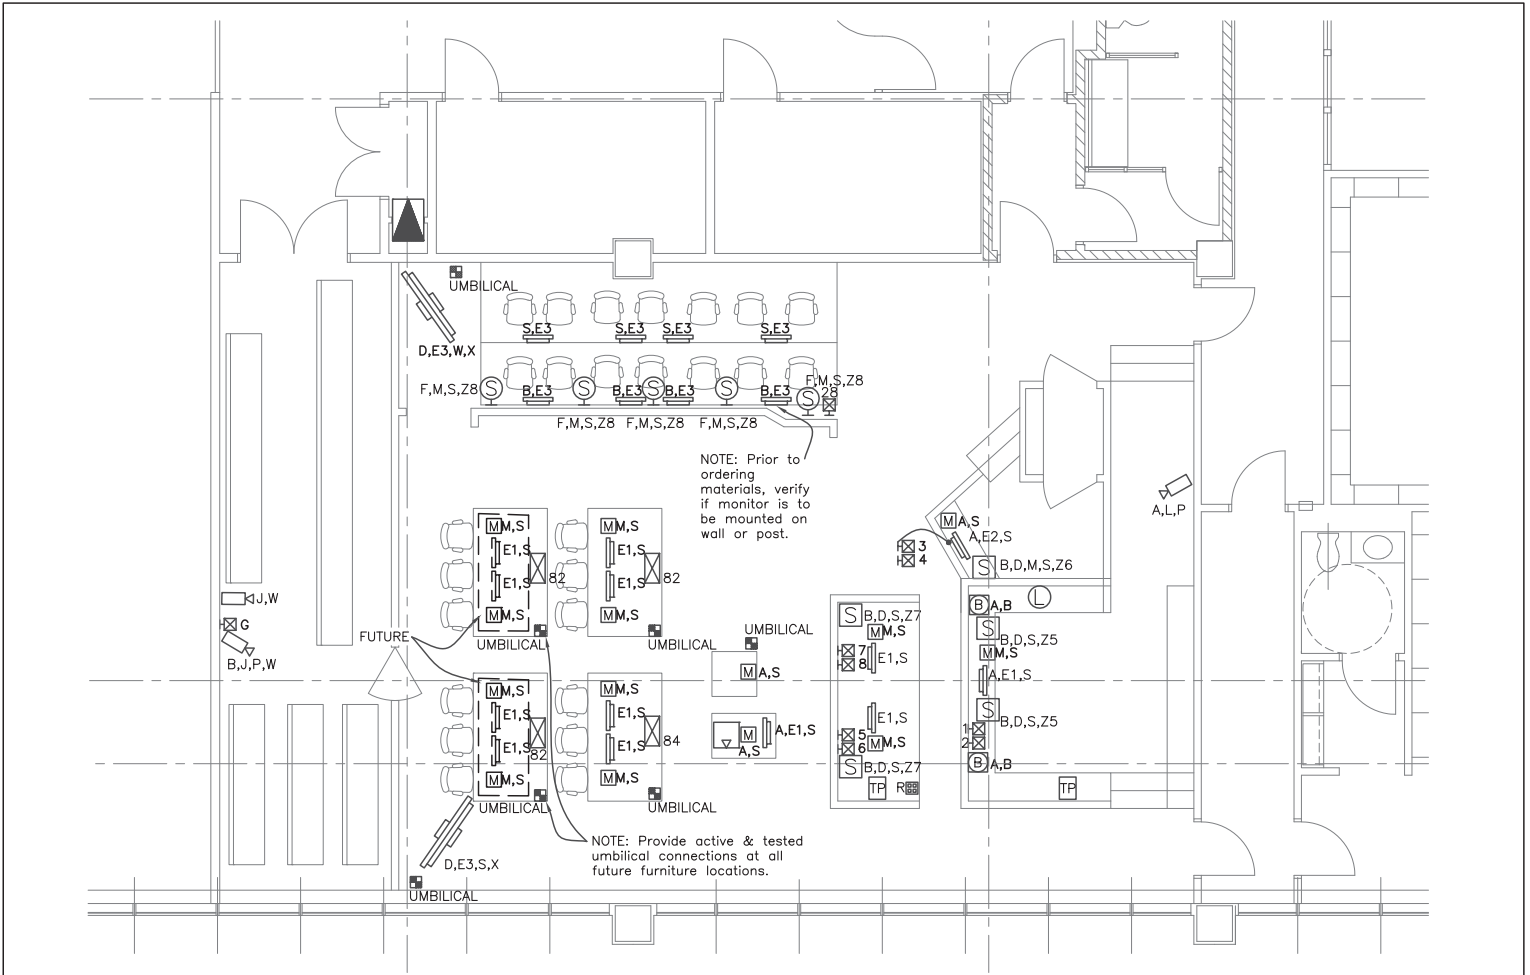 UMBILICAL
S,E3
S,E3
S,E3
S,E3
D,E3,W,X
F,M,S,Z8
S
B,E3
S
B,E3
S
B,E3
S
B,E3
S
F,M,S,Z8
28
F,M,S,Z8
F,M,S,Z8
F,M,S,Z8
NOTE: Prior to
ordering
materials, verify
if monitor is to
be mounted on
wall or post.
A,L,P
M
M,S
E1,S
E1,S
82
M
M,S
M
M,S
E1,S
E1,S
82
M
M,S
3
4
M
A,S
A,E2,S
S
B,D,M,S,Z6
J,W
G
B,J,P,W
FUTURE
UMBILICAL
UMBILICAL
UMBILICAL
M
A,S
S
B,D,S,Z7
M
M,S
7
8
E1,S
B
A,B
L
S
B,D,S,Z5
M
M,S
A,E1,S
S
B,D,S,Z5
1
2
B
A,B
M
M,S
E1,S
E1,S
82
M
M,S
M
M,S
E1,S
E1,S
84
M
M,S
M
A,S
A,E1,S
E1,S
5
6
M
M,S
S
B,D,S,Z7
TP
R
TP
UMBILICAL
UMBILICAL
NOTE: Provide active & tested
umbilical connections at all
future furniture locations.
D,E3,S,X
UMBILICAL